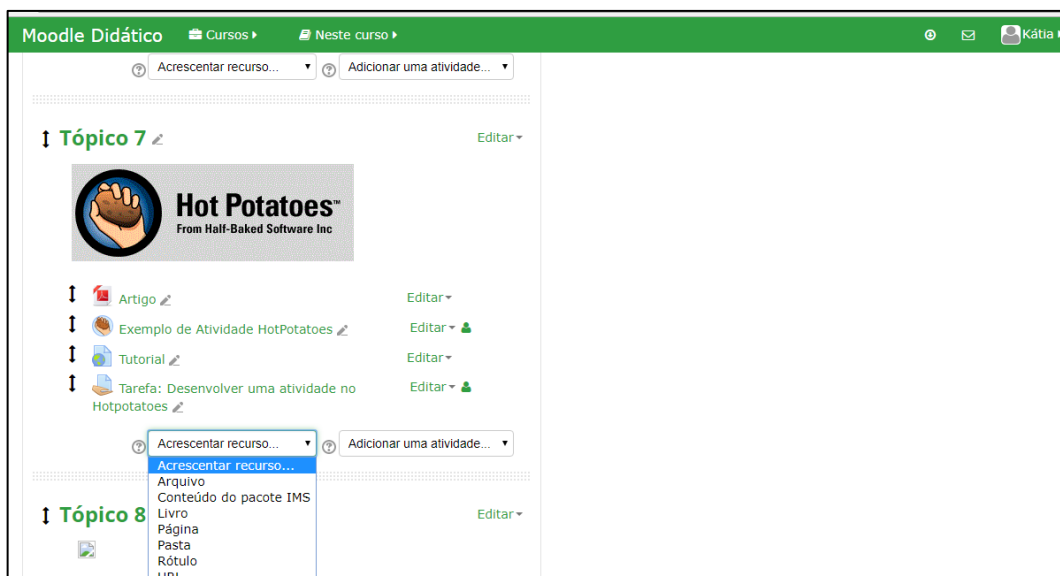 Moodle Didático Cursos Neste curso Kátia
Acrescentar recurso... Adicionar uma atividade...
Tópico 7 Editar
Hot Potatoes™
From Half-Baked Software Inc
Artigo Editar
Exemplo de Atividade HotPotatoes Editar
Tutorial Editar
Tarefa: Desenvolver uma atividade no Editar
Hotpotatoes
Acrescentar recurso... Adicionar uma atividade...
Acrescentar recurso...
Arquivo
Conteúdo do pacote IMS
Livro
Tópico 8 Editar
Página
Pasta
Rótulo